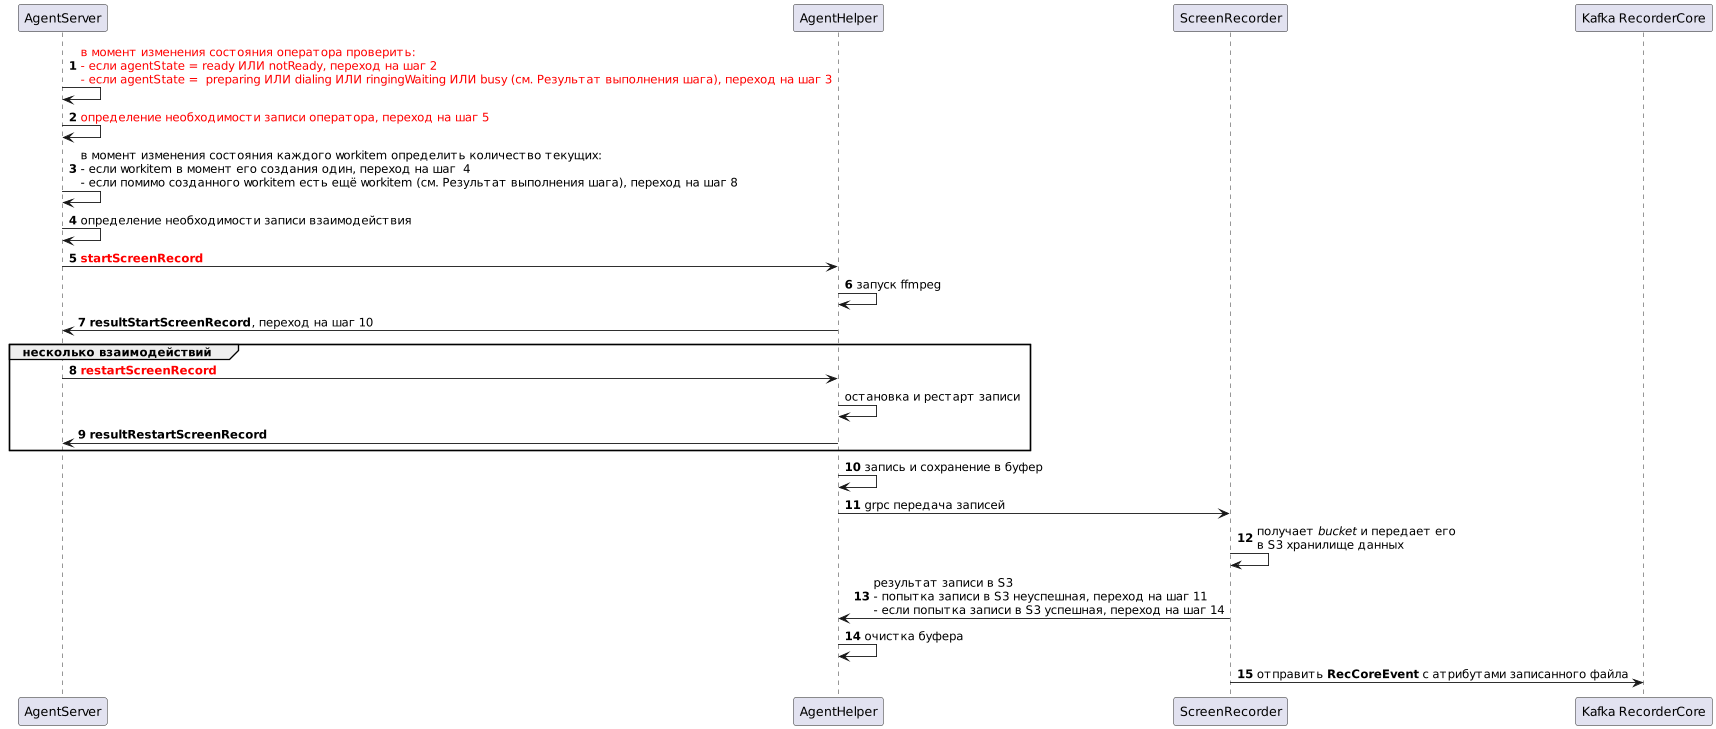 AgentServer
AgentHelper
ScreenRecorder
Kafka RecorderCore
в момент изменения состояния оператора проверить:
1 - если agentState = ready ИЛИ notReady, переход на шаг 2
- если agentState =  preparing ИЛИ dialing ИЛИ ringingWaiting ИЛИ busy (см. Результат выполнения шага), переход на шаг 3
2 определение необходимости записи оператора, переход на шаг 5
в момент изменения состояния каждого workitem определить количество текущих:
3 - если workitem в момент его создания один, переход на шаг  4
- если помимо созданного workitem есть ещё workitem (см. Результат выполнения шага), переход на шаг 8
4 определение необходимости записи взаимодействия
5 startScreenRecord
6 запуск ffmpeg
7 resultStartScreenRecord, переход на шаг 10
несколько взаимодействий
8 restartScreenRecord
остановка и рестарт записи
9 resultRestartScreenRecord
10 запись и сохранение в буфер
11 grpc передача записей
получает bucket и передает его
12
в S3 хранилище данных
результат записи в S3
13 - попытка записи в S3 неуспешная, переход на шаг 11
- если попытка записи в S3 успешная, переход на шаг 14
14 очистка буфера
15 отправить RecCoreEvent с атрибутами записанного файла
AgentServer
AgentHelper
ScreenRecorder
Kafka RecorderCore